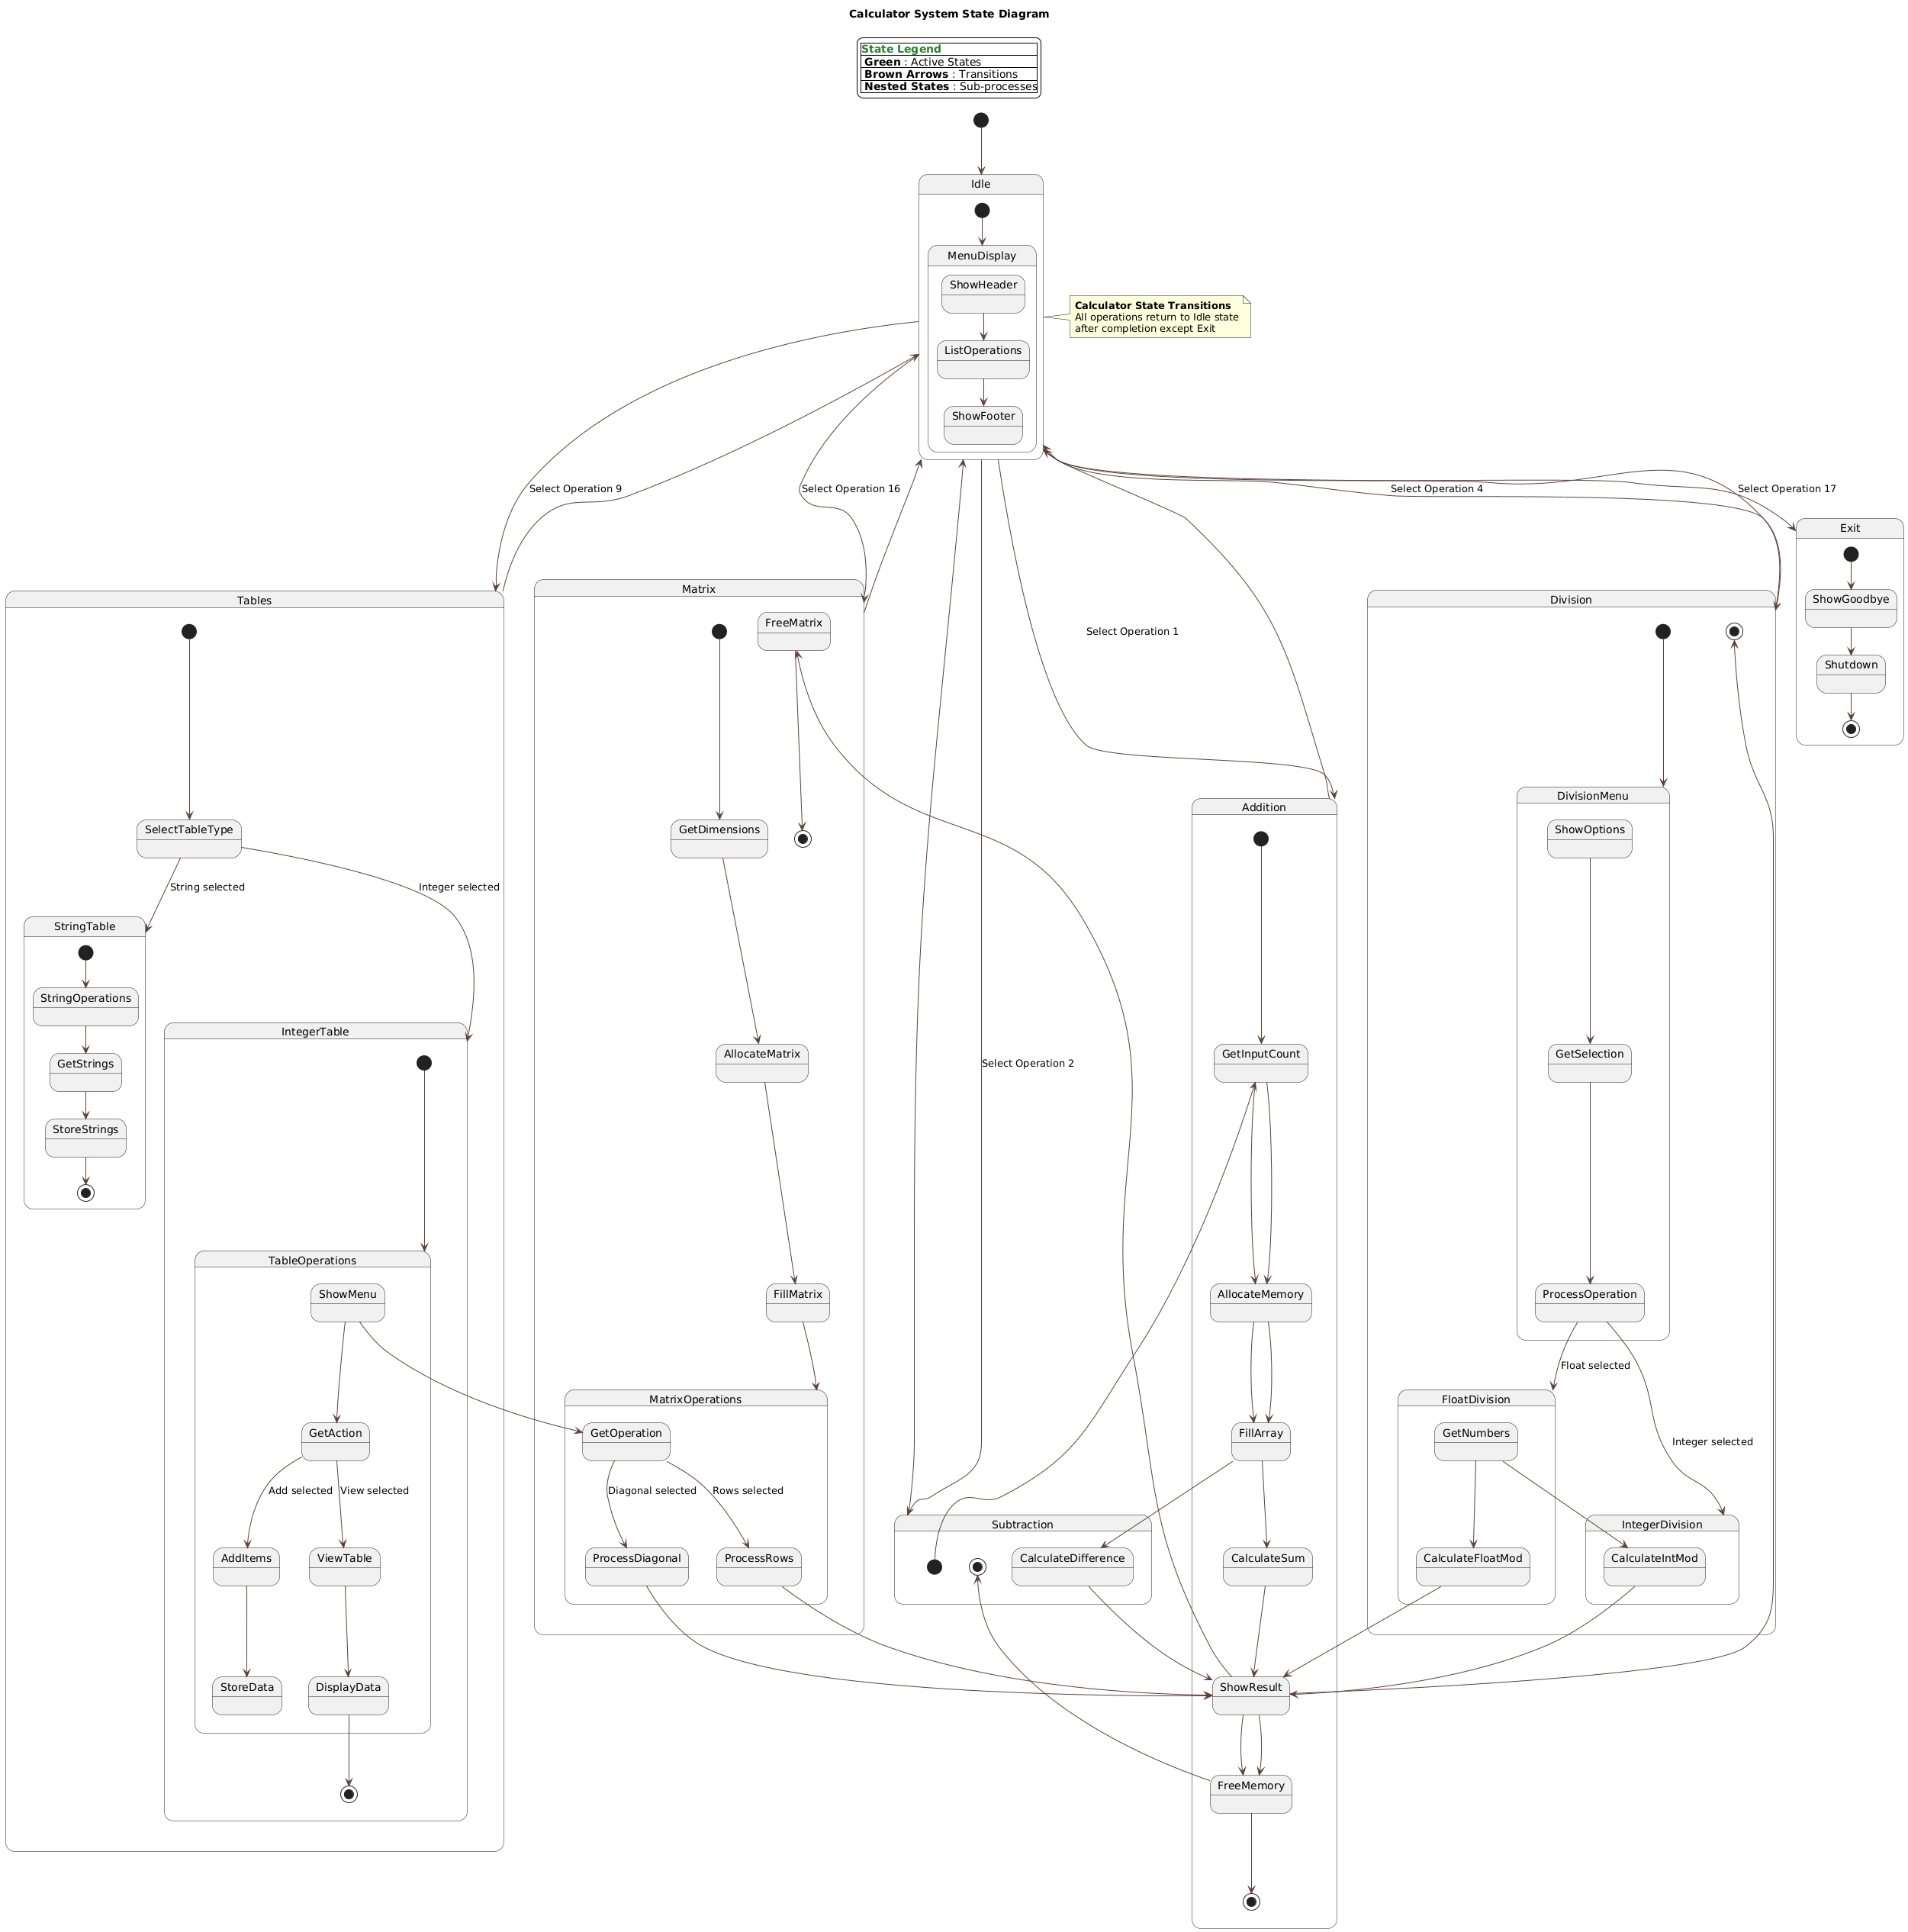 Calculator System State Diagram
State Legend
Green : Active States
Brown Arrows : Transitions
Nested States : Sub-processes
Idle
MenuDisplay
ShowHeader
ListOperations
ShowFooter
Calculator State Transitions
All operations return to Idle state
after completion except Exit
Select Operation 9
Select Operation 16
Select Operation 4
Select Operation 17
Select Operation 1
Select Operation 2
Tables
SelectTableType
String selected
Integer selected
StringTable
StringOperations
GetStrings
StoreStrings
IntegerTable
TableOperations
ShowMenu
GetAction
Add selected
View selected
AddItems
ViewTable
StoreData
DisplayData
Matrix
FreeMatrix
GetDimensions
AllocateMatrix
FillMatrix
MatrixOperations
GetOperation
Diagonal selected
Rows selected
ProcessDiagonal
ProcessRows
Subtraction
CalculateDifference
Addition
GetInputCount
AllocateMemory
FillArray
CalculateSum
ShowResult
FreeMemory
Division
DivisionMenu
ShowOptions
GetSelection
ProcessOperation
Float selected
Integer selected
FloatDivision
GetNumbers
CalculateFloatMod
IntegerDivision
CalculateIntMod
Exit
ShowGoodbye
Shutdown